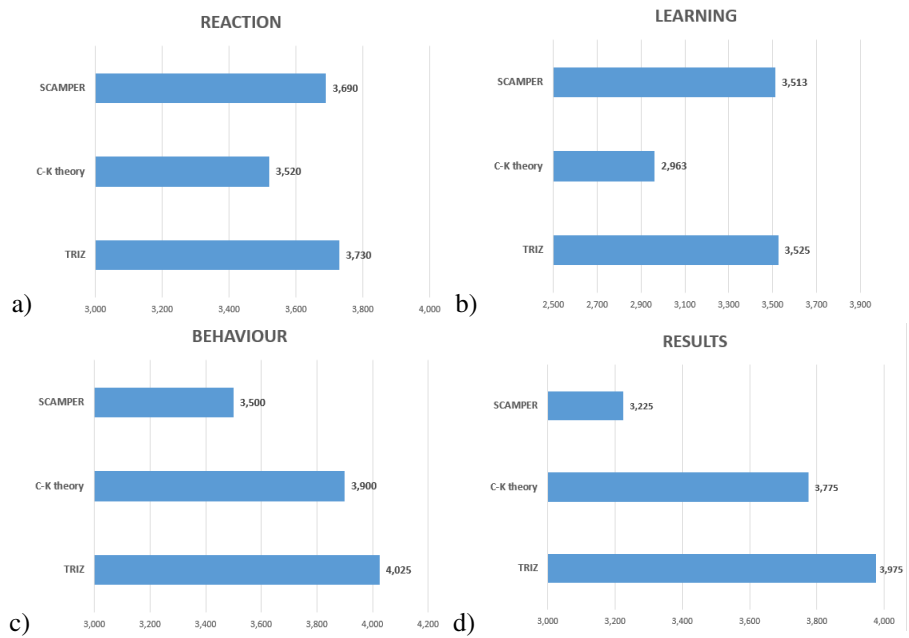 REACTION
SCAMPER
3,690
C-K theory
3,520
TRIZ
3,730
3,000 3,200 3,400 3,600 3,800 4,000
a)
LEARNING
SCAMPER
3,513
C-K theory
2,963
TRIZ
3,525
2,500 2,700 2,900 3,100 3,300 3,500 3,700 3,900
b)
BEHAVIOUR
SCAMPER
3,500
C-K theory
3,900
TRIZ
4,025
3,000 3,200 3,400 3,600 3,800 4,000 4,200
c)
RESULTS
SCAMPER
3,225
C-K theory
3,775
TRIZ
3,975
3,000 3,200 3,400 3,600 3,800 4,000
d)